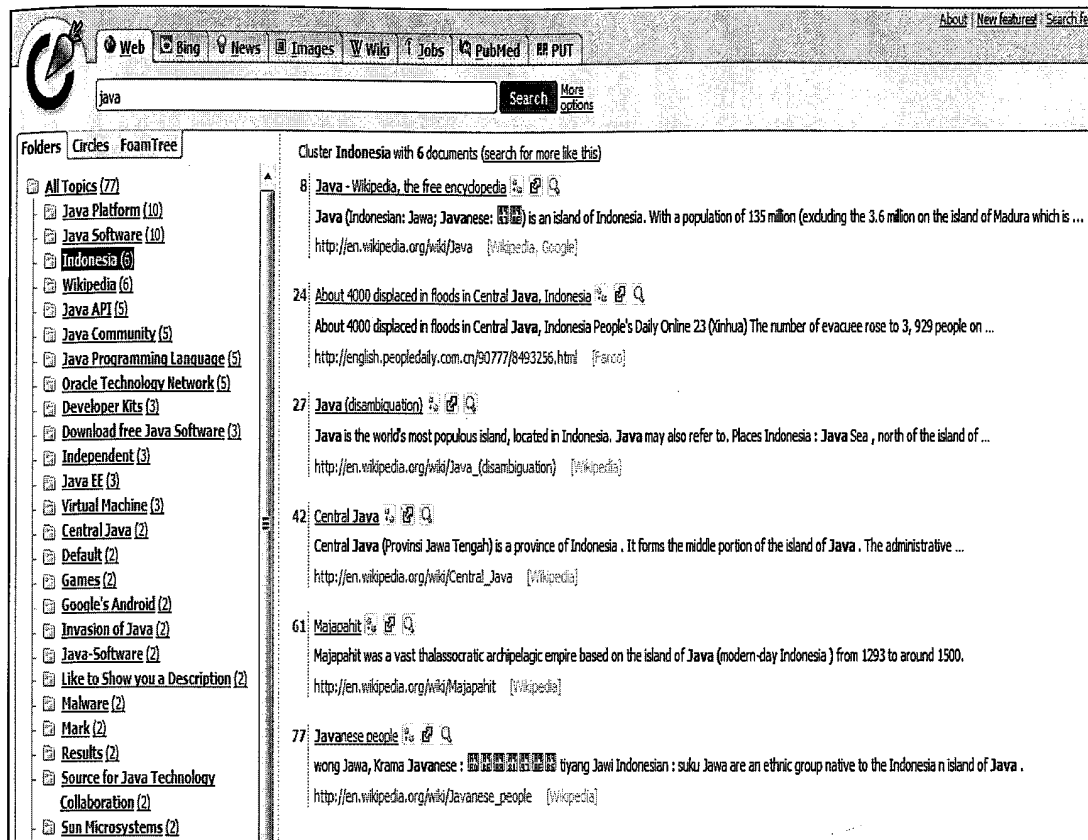 About | New features! | Search fe
Web Bing News Images Wiki Jobs PubMed PUT
java Search More options
Folders Circles FoamTree
All Topics (77)
Java Platform (10)
Java Software (10)
Indonesia (6)
Wikipedia (6)
Java API (5)
Java Community (5)
Java Programming Language (5)
Oracle Technology Network (5)
Developer Kits (3)
Download free Java Software (3)
Independent (3)
Java EE (3)
Virtual Machine (3)
Central Java (2)
Default (2)
Games (2)
Google's Android (2)
Invasion of Java (2)
Java-Software (2)
Like to Show you a Description (2)
Malware (2)
Mark (2)
Results (2)
Source for Java Technology
Collaboration (2)
Sun Microsystems (2)
Cluster Indonesia with 6 documents (search for more like this)
8 Java - Wikipedia, the free encyclopedia
Java (Indonesian: Jawa; Javanese: ) is an island of Indonesia. With a population of 135 million (excluding the 3.6 million on the island of Madura which is ...
http://en.wikipedia.org/wiki/Java [Wikipedia, Google]
24 About 4000 displaced in floods in Central Java, Indonesia
About 4000 displaced in floods in Central Java, Indonesia People's Daily Online 23 (Xinhua) The number of evacuee rose to 3, 929 people on ...
http://english.peopledaily.com.cn/90777/8493256.html
27 Java (disambiguation)
Java is the world's most populous island, located in Indonesia. Java may also refer to. Places Indonesia : Java Sea , north of the island of ...
http://en.wikipedia.org/wiki/Java_(disambiguation) [Wikipedia]
42 Central Java
Central Java (Provinsi Jawa Tengah) is a province of Indonesia . It forms the middle portion of the island of Java . The administrative ...
http://en.wikipedia.org/wiki/Central_Java [Wikipedia]
61 Majapahit
Majapahit was a vast thalassocratic archipelagic empire based on the island of Java (modern-day Indonesia ) from 1293 to around 1500.
http://en.wikipedia.org/wiki/Majapahit [Wikipedia]
77 Javanese people
wong Jawa, Krama Javanese : tiyang Jawi Indonesian : suku Jawa are an ethnic group native to the Indonesia n island of Java .
http://en.wikipedia.org/wiki/Javanese_people [Wikipedia]